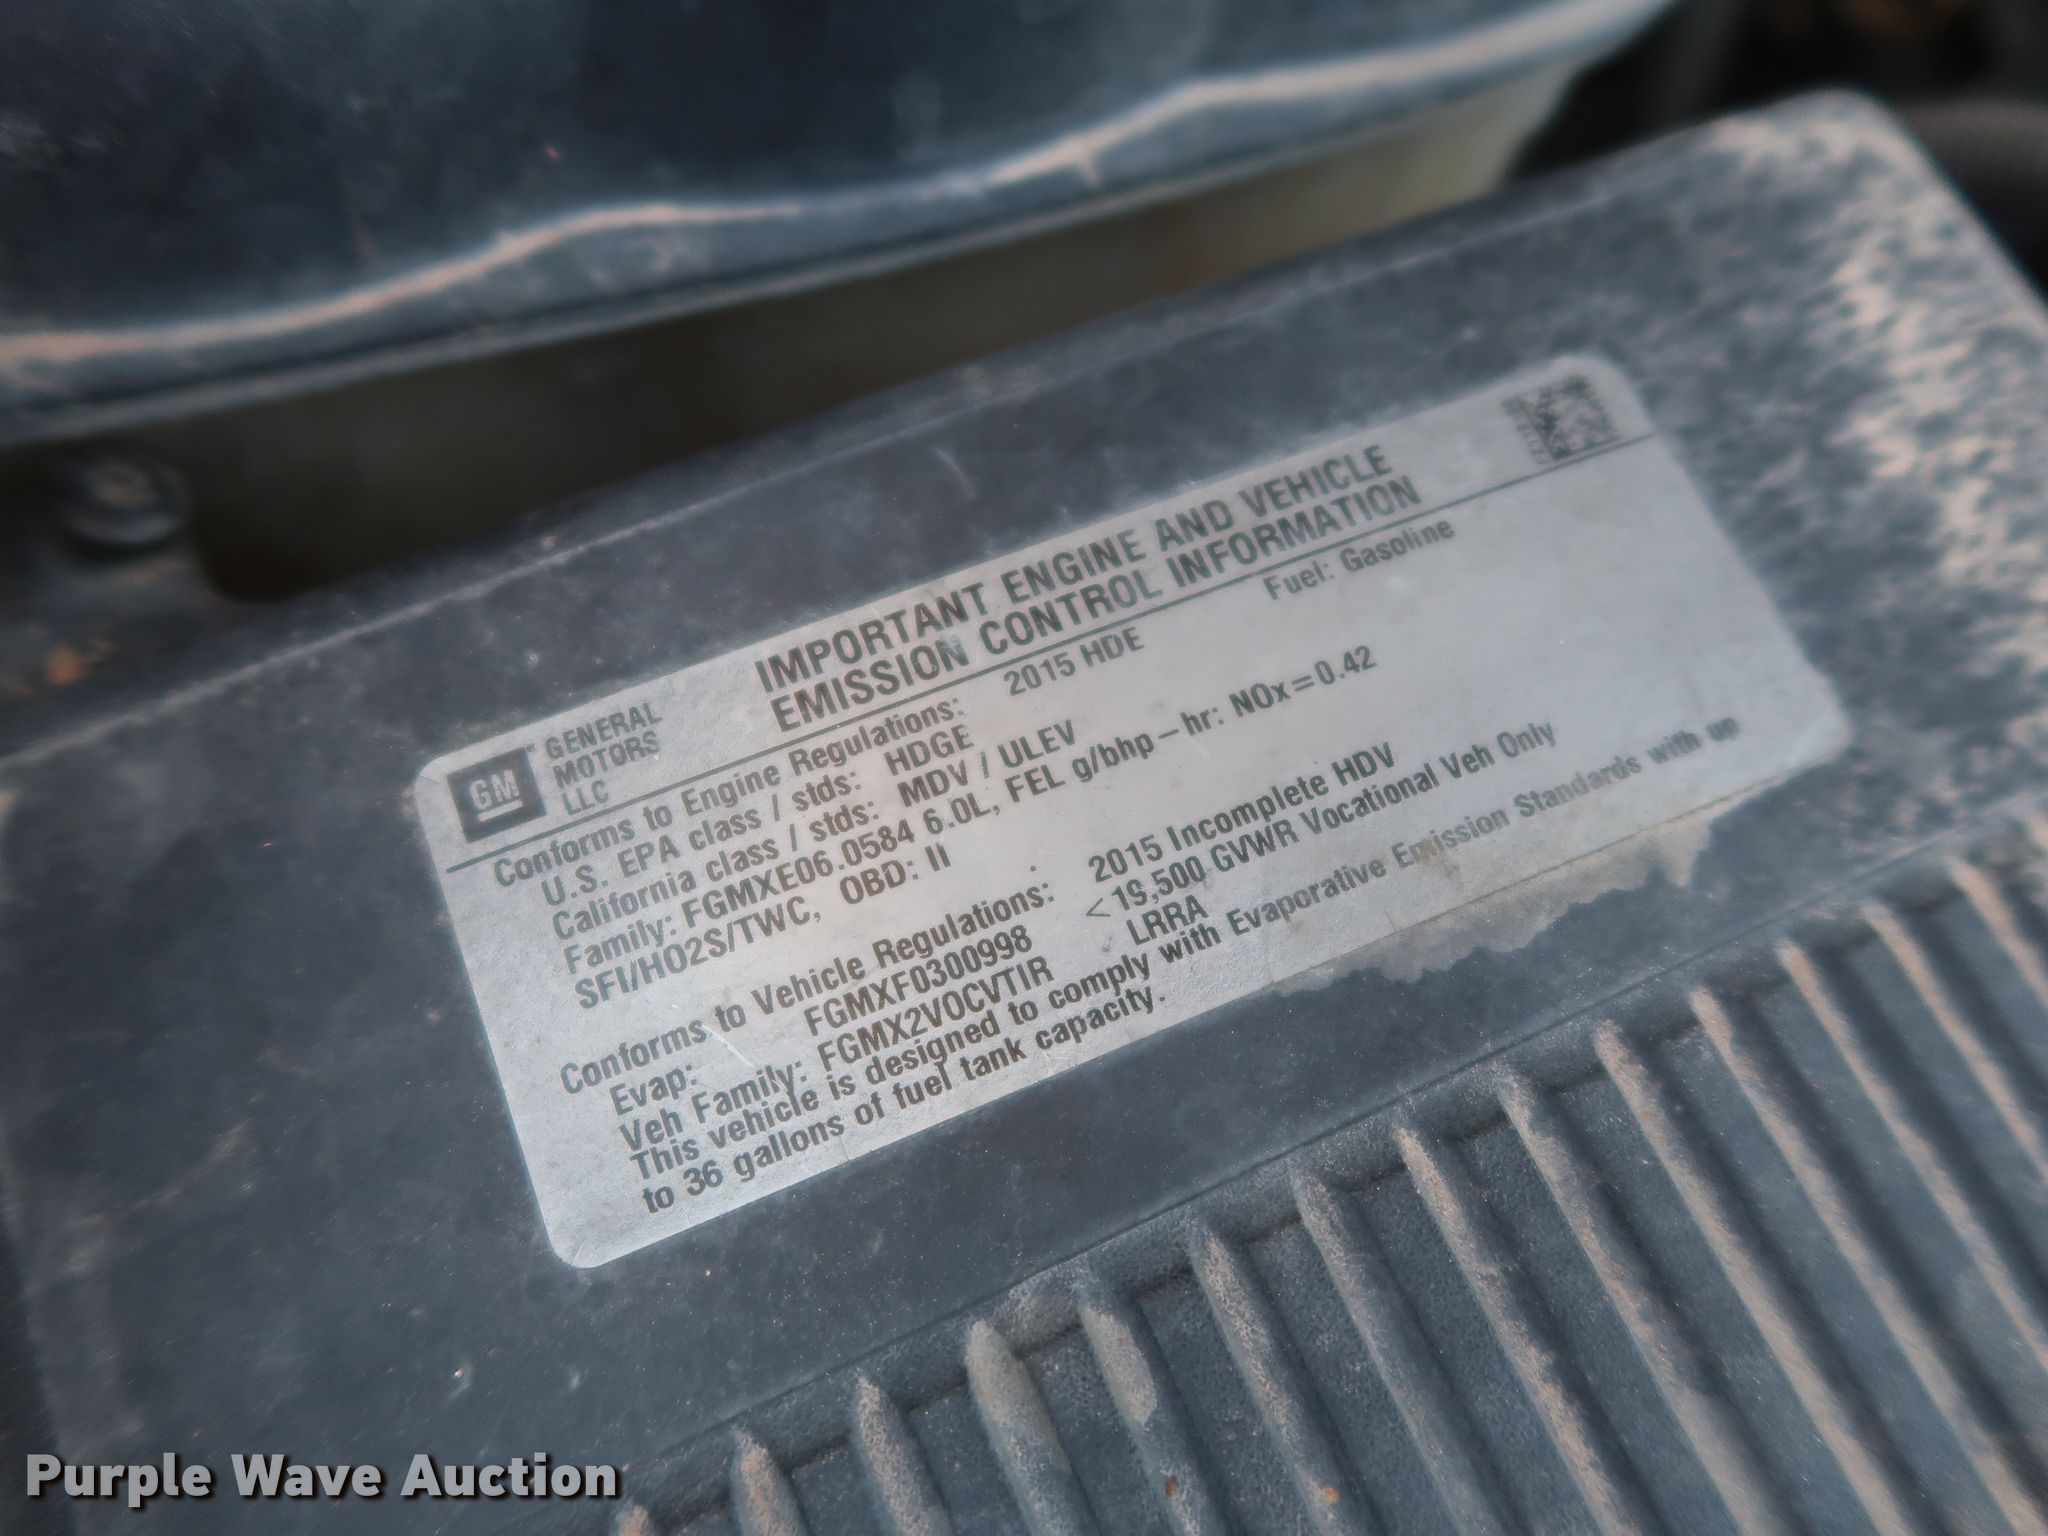 GM
GENERAL
MOTORS
LLC
IMPORTANT ENGINE AND VEHICLE
EMISSION CONTROL INFORMATION
Conforms to Engine Regulations: 2015 HDE Fuel: Gasoline
U.S. EPA class / stds: HDGE
California class / stds: MDV / ULEV
Family: FGMXE06.0584 6.0L, FEL g/bhp-hr: NOx=0.42
SFI/HO2S/TWC, OBD: II
Conforms to Vehicle Regulations: 2015 Incomplete HDV
Evap: FGMXF0300998 < 19,500 GVWR Vocational Veh Only
Veh Family: FGMX2VOCVTIR LRRA
This vehicle is designed to comply with Evaporative Emission Standards with up
to 36 gallons of fuel tank capacity.
Purple Wave Auction